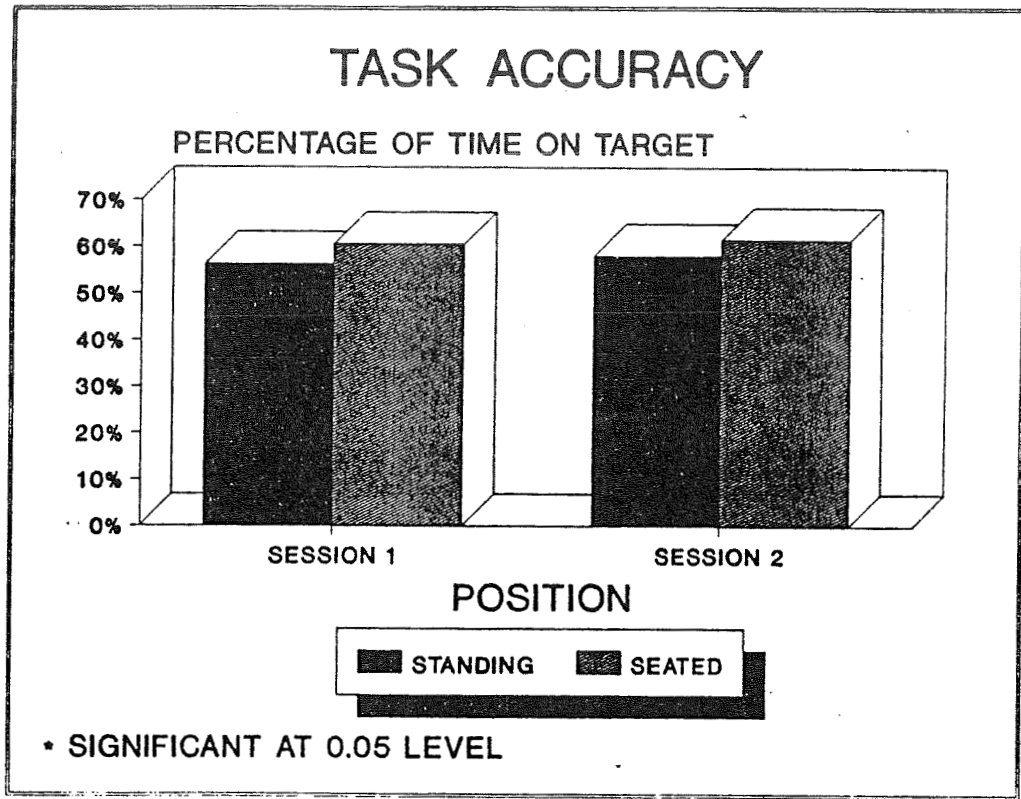 TASK ACCURACY
PERCENTAGE OF TIME ON TARGET
70%
60%
50%
40%
30%
20%
10%
0%
SESSION 1 SESSION 2
POSITION
STANDING SEATED
* SIGNIFICANT AT 0.05 LEVEL